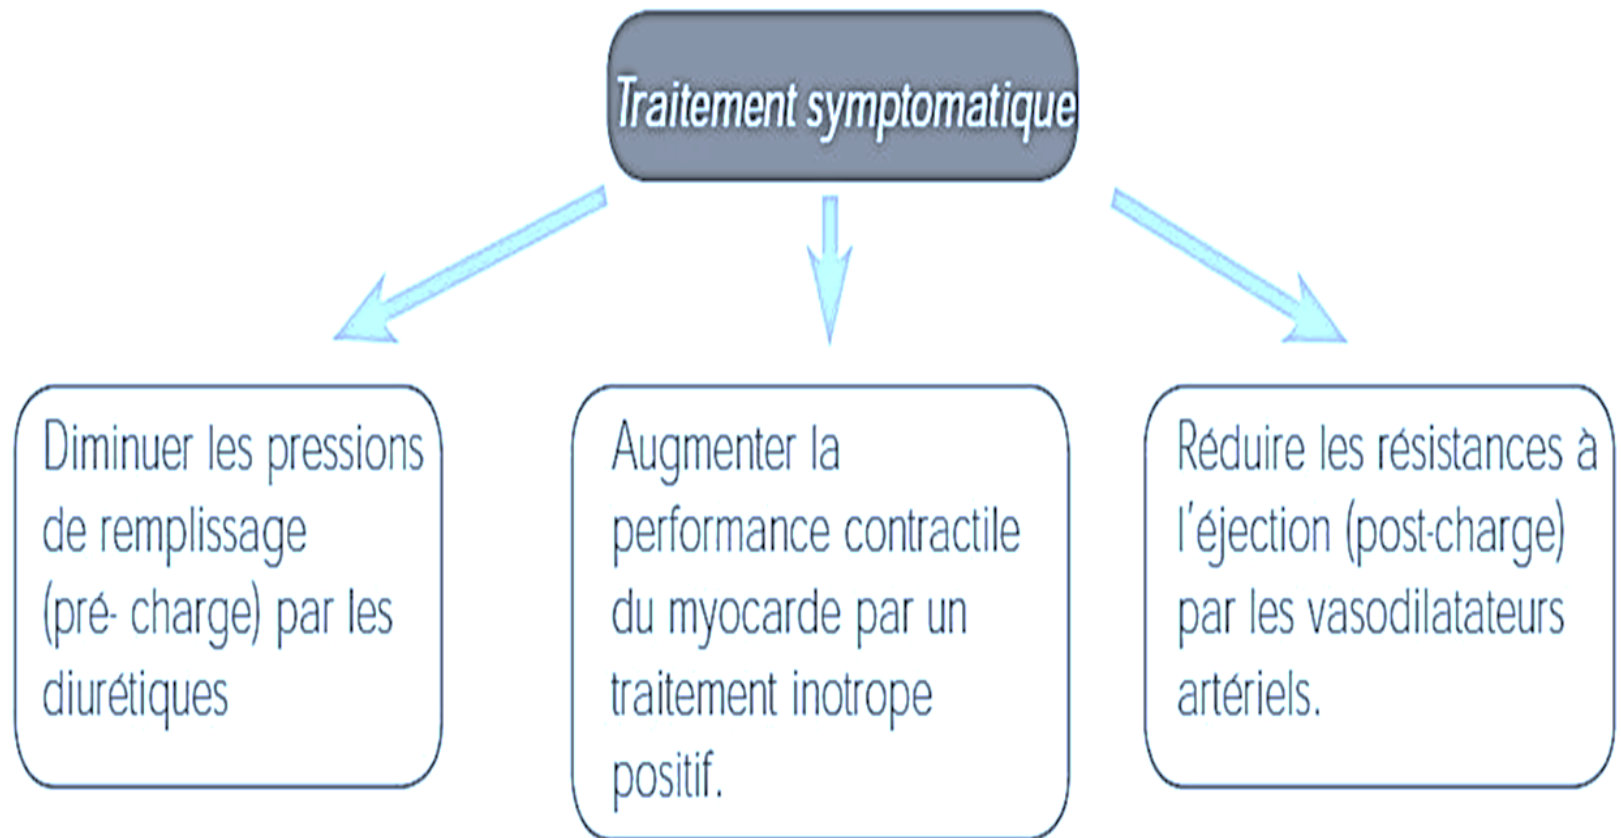 Traitement symptomatique
Diminuer les pressions
de remplissage
(pré- charge) par les
diurétiques
Augmenter la
performance contractile
du myocarde par un
traitement inotrope
positif.
Réduire les résistances à
l'éjection (post-charge)
par les vasodilatateurs
artériels.